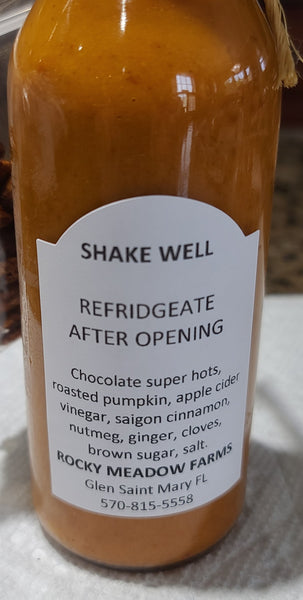 SHAKE WELL
REFRIDGEATE
AFTER OPENING
Chocolate super hots,
roasted pumpkin, apple cider
vinegar, saigon cinnamon,
nutmeg, ginger, cloves,
brown sugar, salt.
ROCKY MEADOW FARMS
Glen Saint Mary FL
570-815-5558